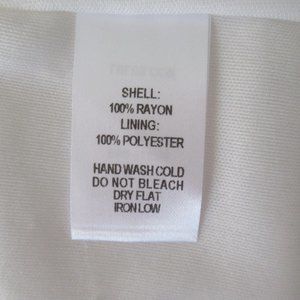 SHELL:
100% RAYON
LINING:
100% POLYESTER
HAND WASH COLD
DO NOT BLEACH
DRY FLAT
IRON LOW